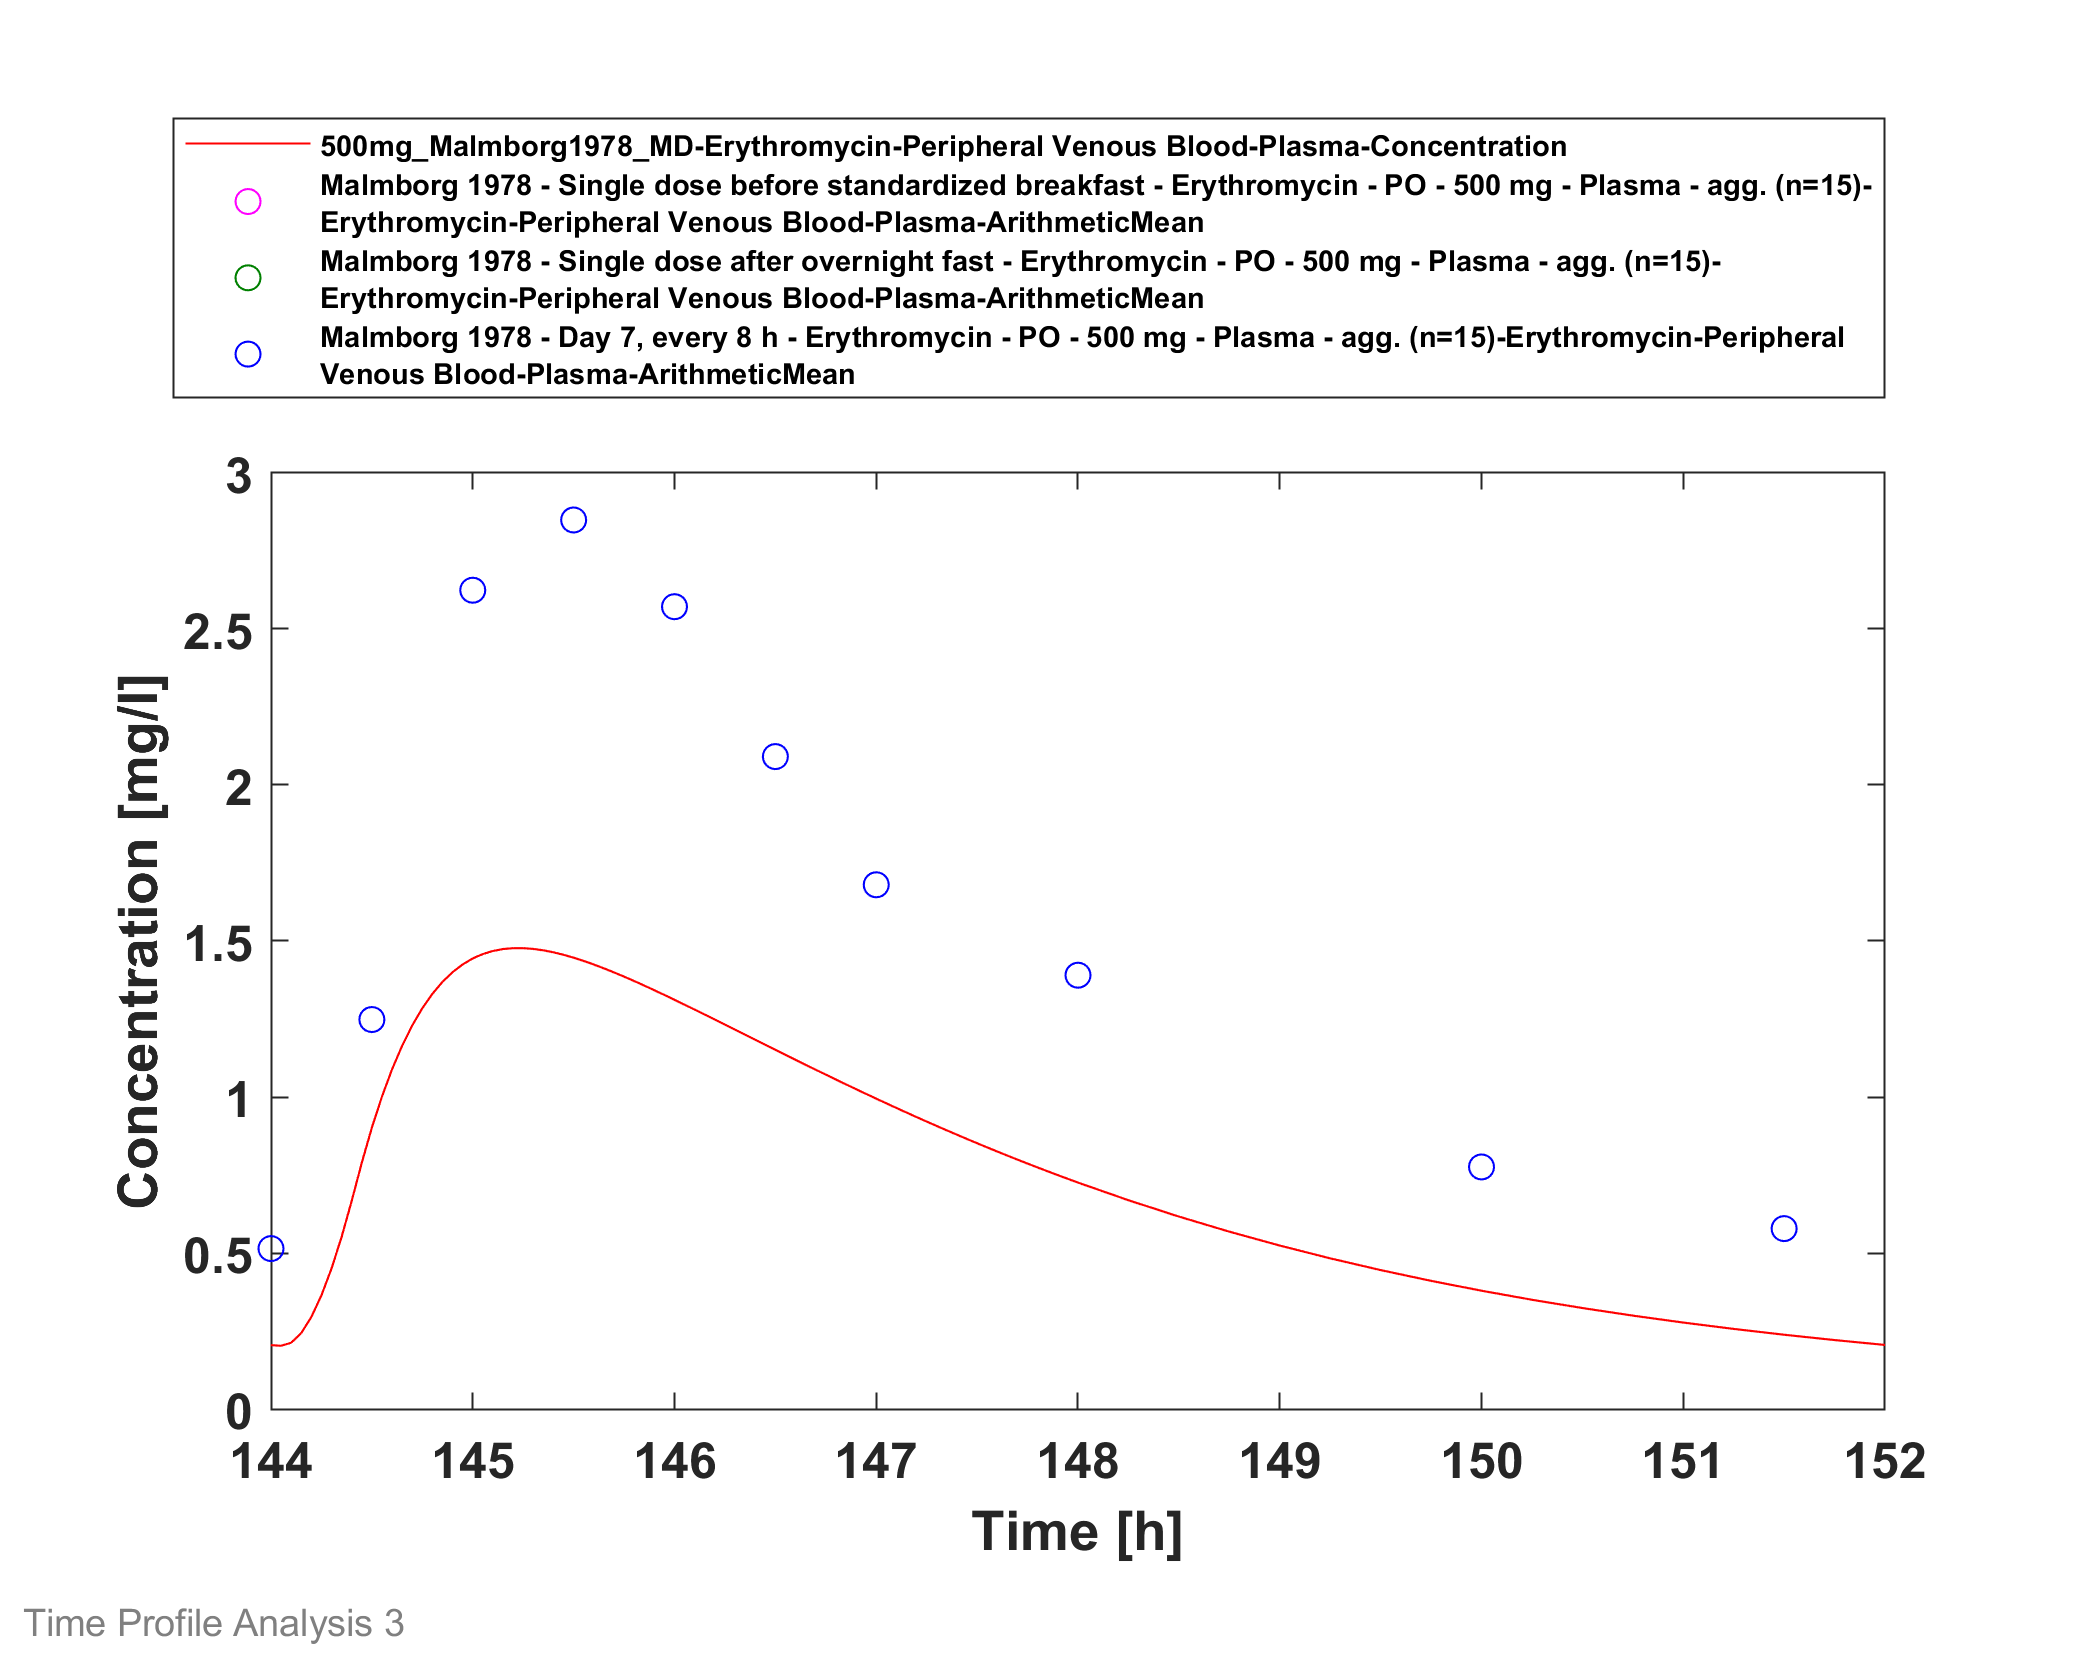 500mg_Malmborg1978_MD-Erythromycin-Peripheral Venous Blood-Plasma-Concentration
Malmborg 1978 - Single dose before standardized breakfast - Erythromycin - PO - 500 mg - Plasma - agg. (n=15)-
Erythromycin-Peripheral Venous Blood-Plasma-ArithmeticMean
Malmborg 1978 - Single dose after overnight fast - Erythromycin - PO - 500 mg - Plasma - agg. (n=15)-
Erythromycin-Peripheral Venous Blood-Plasma-ArithmeticMean
Malmborg 1978 - Day 7, every 8 h - Erythromycin - PO - 500 mg - Plasma - agg. (n=15)-Erythromycin-Peripheral
Venous Blood-Plasma-ArithmeticMean
3
2.5
2
1.5
1
0.5
0
Concentration [mg/l]
144 145 146 147 148 149 150 151 152
Time [h]
Time Profile Analysis 3